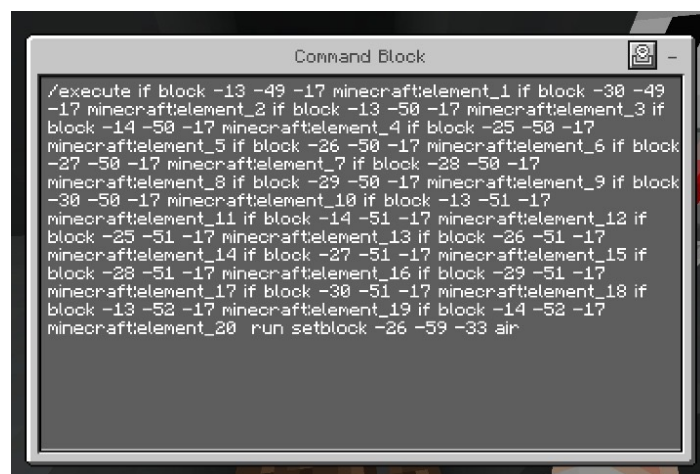 Command Block
/execute if block -13 -49 -17 minecraft:element_1 if block -30 -49
-17 minecraft:element_2 if block -13 -50 -17 minecraft:element_3 if
block -14 -50 -17 minecraft:element_4 if block -25 -50 -17
minecraft:element_5 if block -26 -50 -17 minecraft:element_6 if block
-27 -50 -17 minecraft:element_7 if block -28 -50 -17
minecraft:element_8 if block -29 -50 -17 minecraft:element_9 if block
-30 -50 -17 minecraft:element_10 if block -13 -51 -17
minecraft:element_11 if block -14 -51 -17 minecraft:element_12 if
block -25 -51 -17 minecraft:element_13 if block -26 -51 -17
minecraft:element_14 if block -27 -51 -17 minecraft:element_15 if
block -28 -51 -17 minecraft:element_16 if block -29 -51 -17
minecraft:element_17 if block -30 -51 -17 minecraft:element_18 if
block -13 -52 -17 minecraft:element_19 if block -14 -52 -17
minecraft:element_20  run setblock -26 -59 -33 air